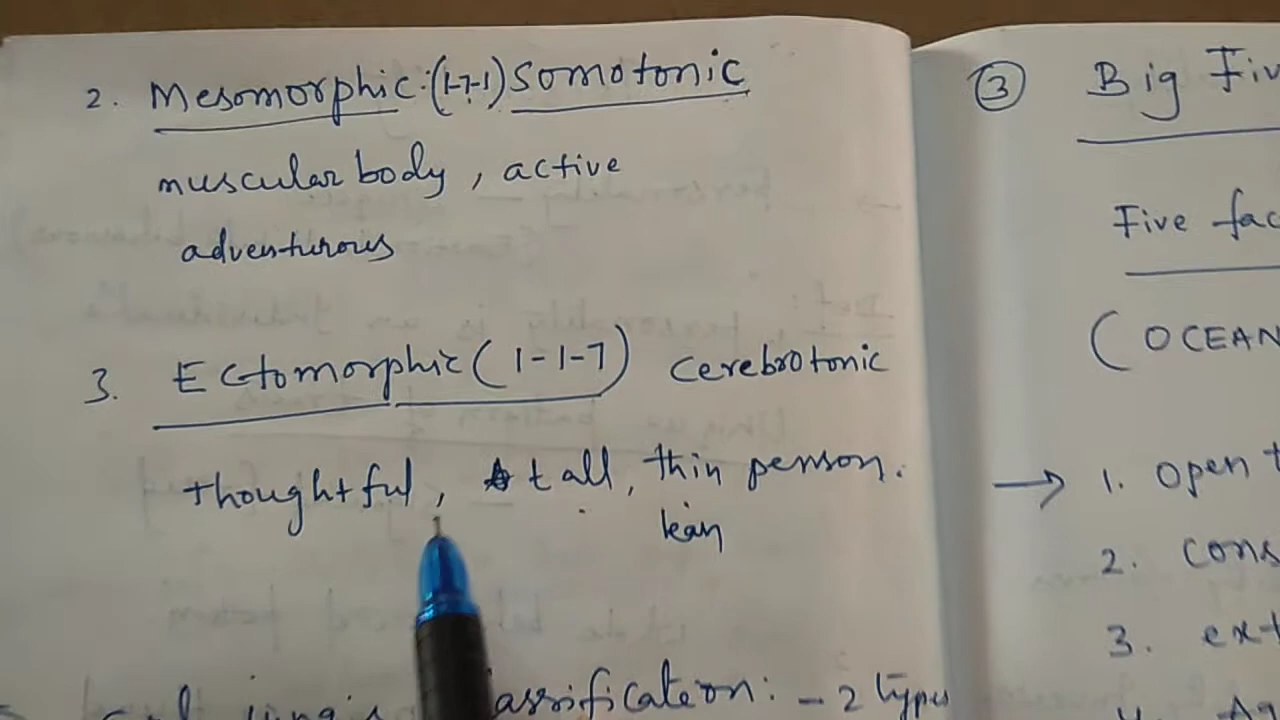 2. Mesomorphic:(1-7-1) Somotonic
muscular body, active
adventurous
3. Ectomorphic (1-1-7) cerebrotonic
thoughtful, tall, thin person.
lean
assification: - 2 types
③ Big Fiv
Five fac
(OCEAN
→ 1. open t
2. cons
3. ext